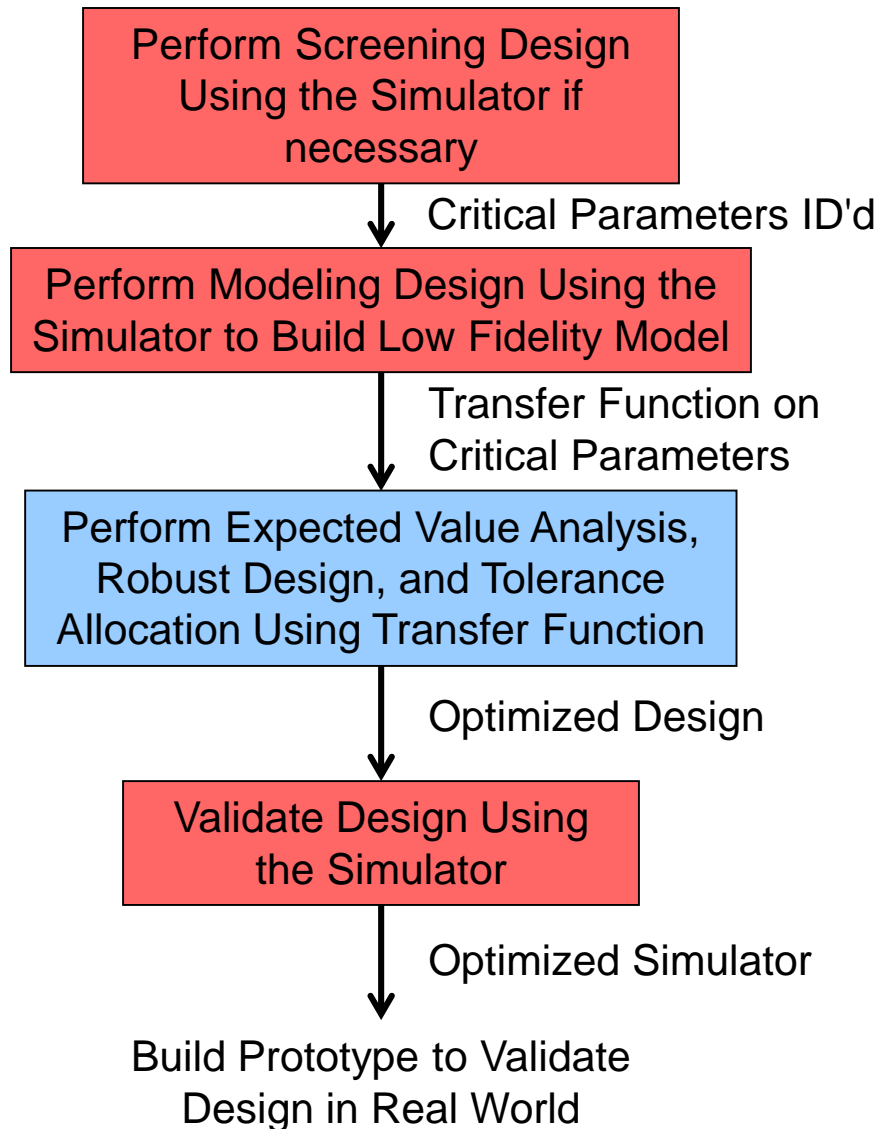 Perform Screening Design
Using the Simulator if
necessary
Critical Parameters ID'd
Perform Modeling Design Using the
Simulator to Build Low Fidelity Model
Transfer Function on
Critical Parameters
Perform Expected Value Analysis,
Robust Design, and Tolerance
Allocation Using Transfer Function
Optimized Design
Validate Design Using
the Simulator
Optimized Simulator
Build Prototype to Validate
Design in Real World